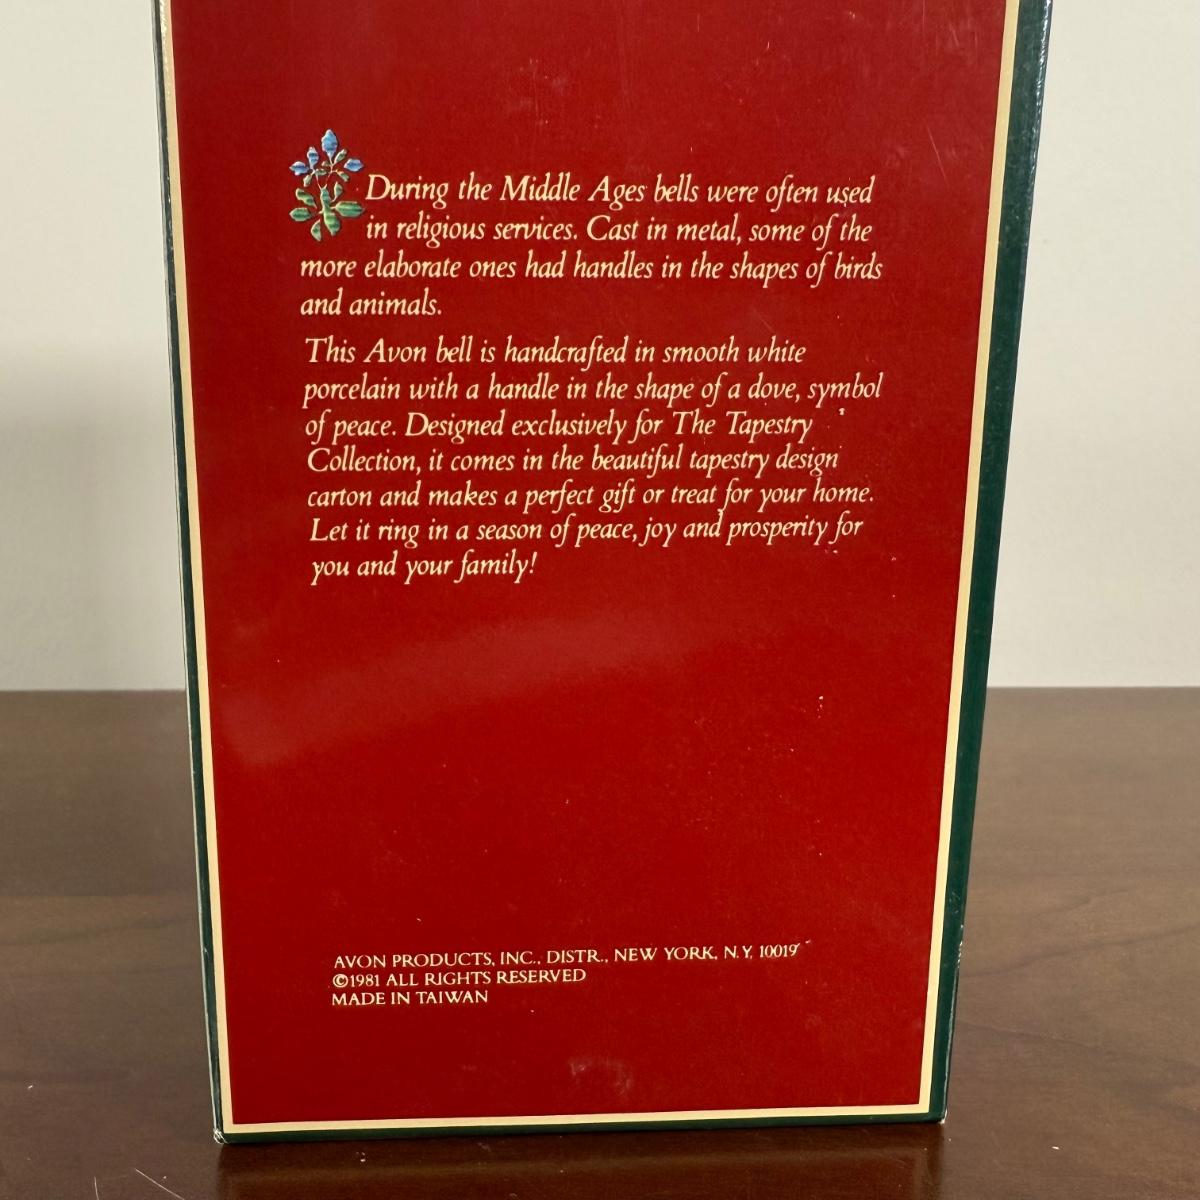 During the Middle Ages bells were often used
in religious services. Cast in metal, some of the
more elaborate ones had handles in the shapes of birds
and animals.
This Avon bell is handcrafted in smooth white
porcelain with a handle in the shape of a dove, symbol
of peace. Designed exclusively for The Tapestry
Collection, it comes in the beautiful tapestry design
carton and makes a perfect gift or treat for your home.
Let it ring in a season of peace, joy and prosperity for
you and your family!
AVON PRODUCTS, INC., DISTR., NEW YORK, N.Y. 10019
©1981 ALL RIGHTS RESERVED
MADE IN TAIWAN